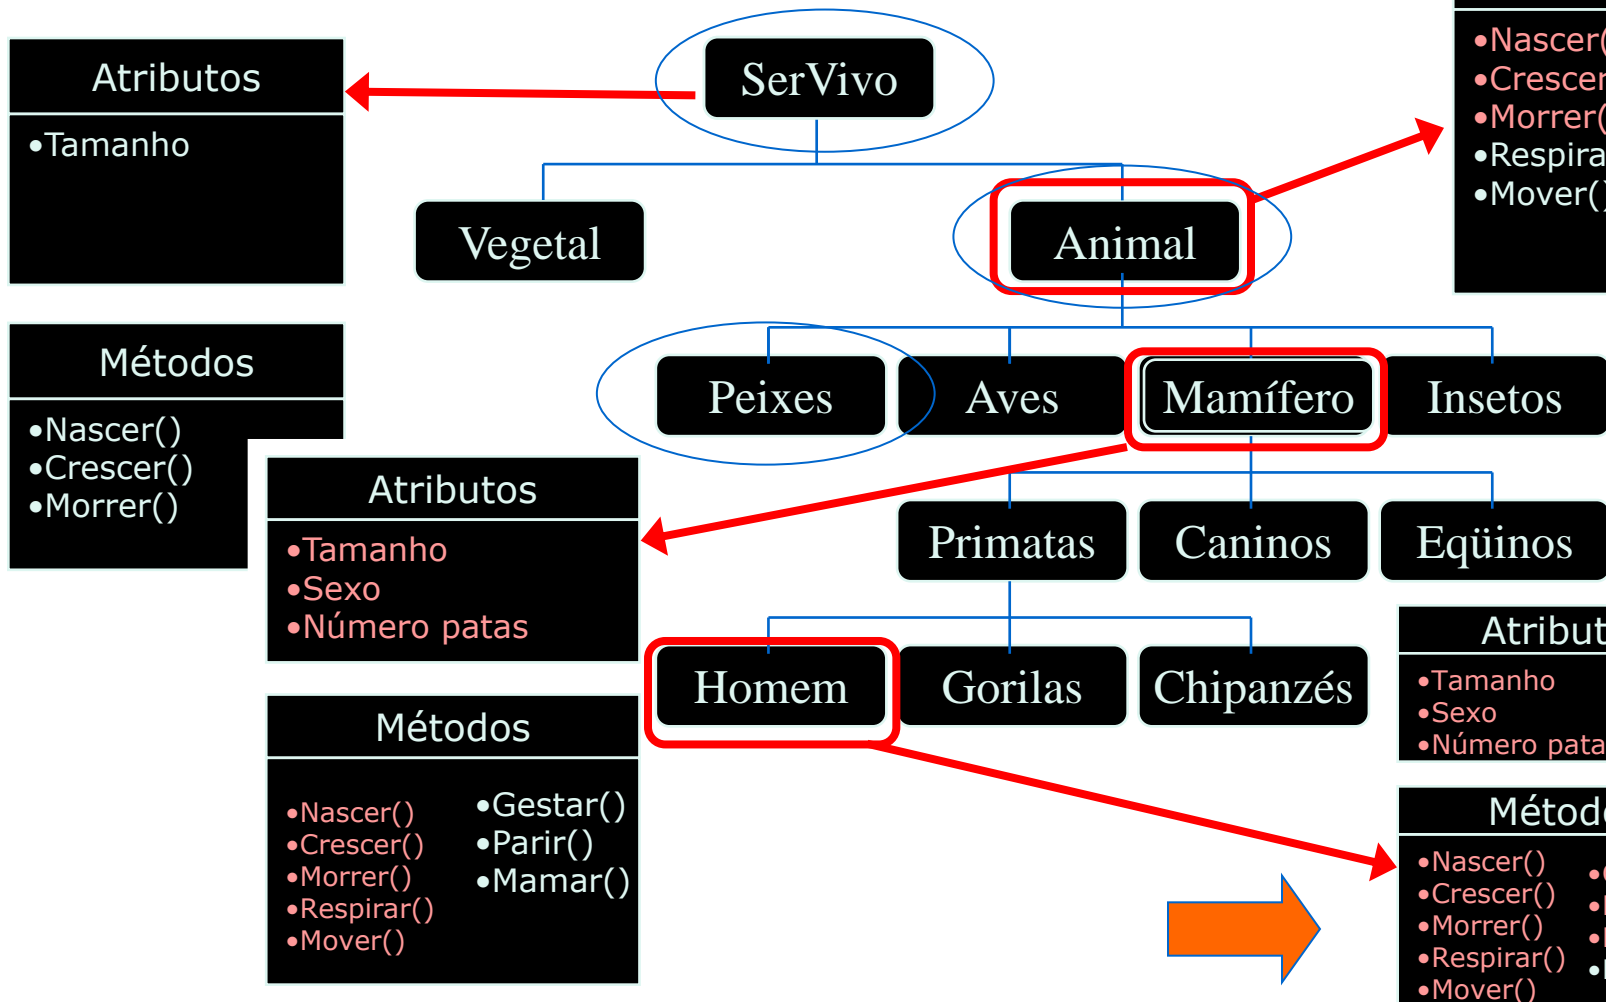 SerVivo
Atributos
•Tamanho
•Nascer(
•Crescer
•Morrer(
•Respira
•Mover()
Vegetal
Animal
Métodos
•Nascer()
•Crescer()
•Morrer()
Peixes
Aves
Mamífero
Insetos
Atributos
•Tamanho
•Sexo
•Número patas
Primatas
Caninos
Eqüinos
Homem
Gorilas
Chipanzés
Atribut
•Tamanho
•Sexo
•Número pata
Métodos
•Nascer()
•Crescer()
•Morrer()
•Respirar()
•Mover()
•Gestar()
•Parir()
•Mamar()
Métod
•Nascer()
•Crescer()
•Morrer()
•Respirar()
•Mover()